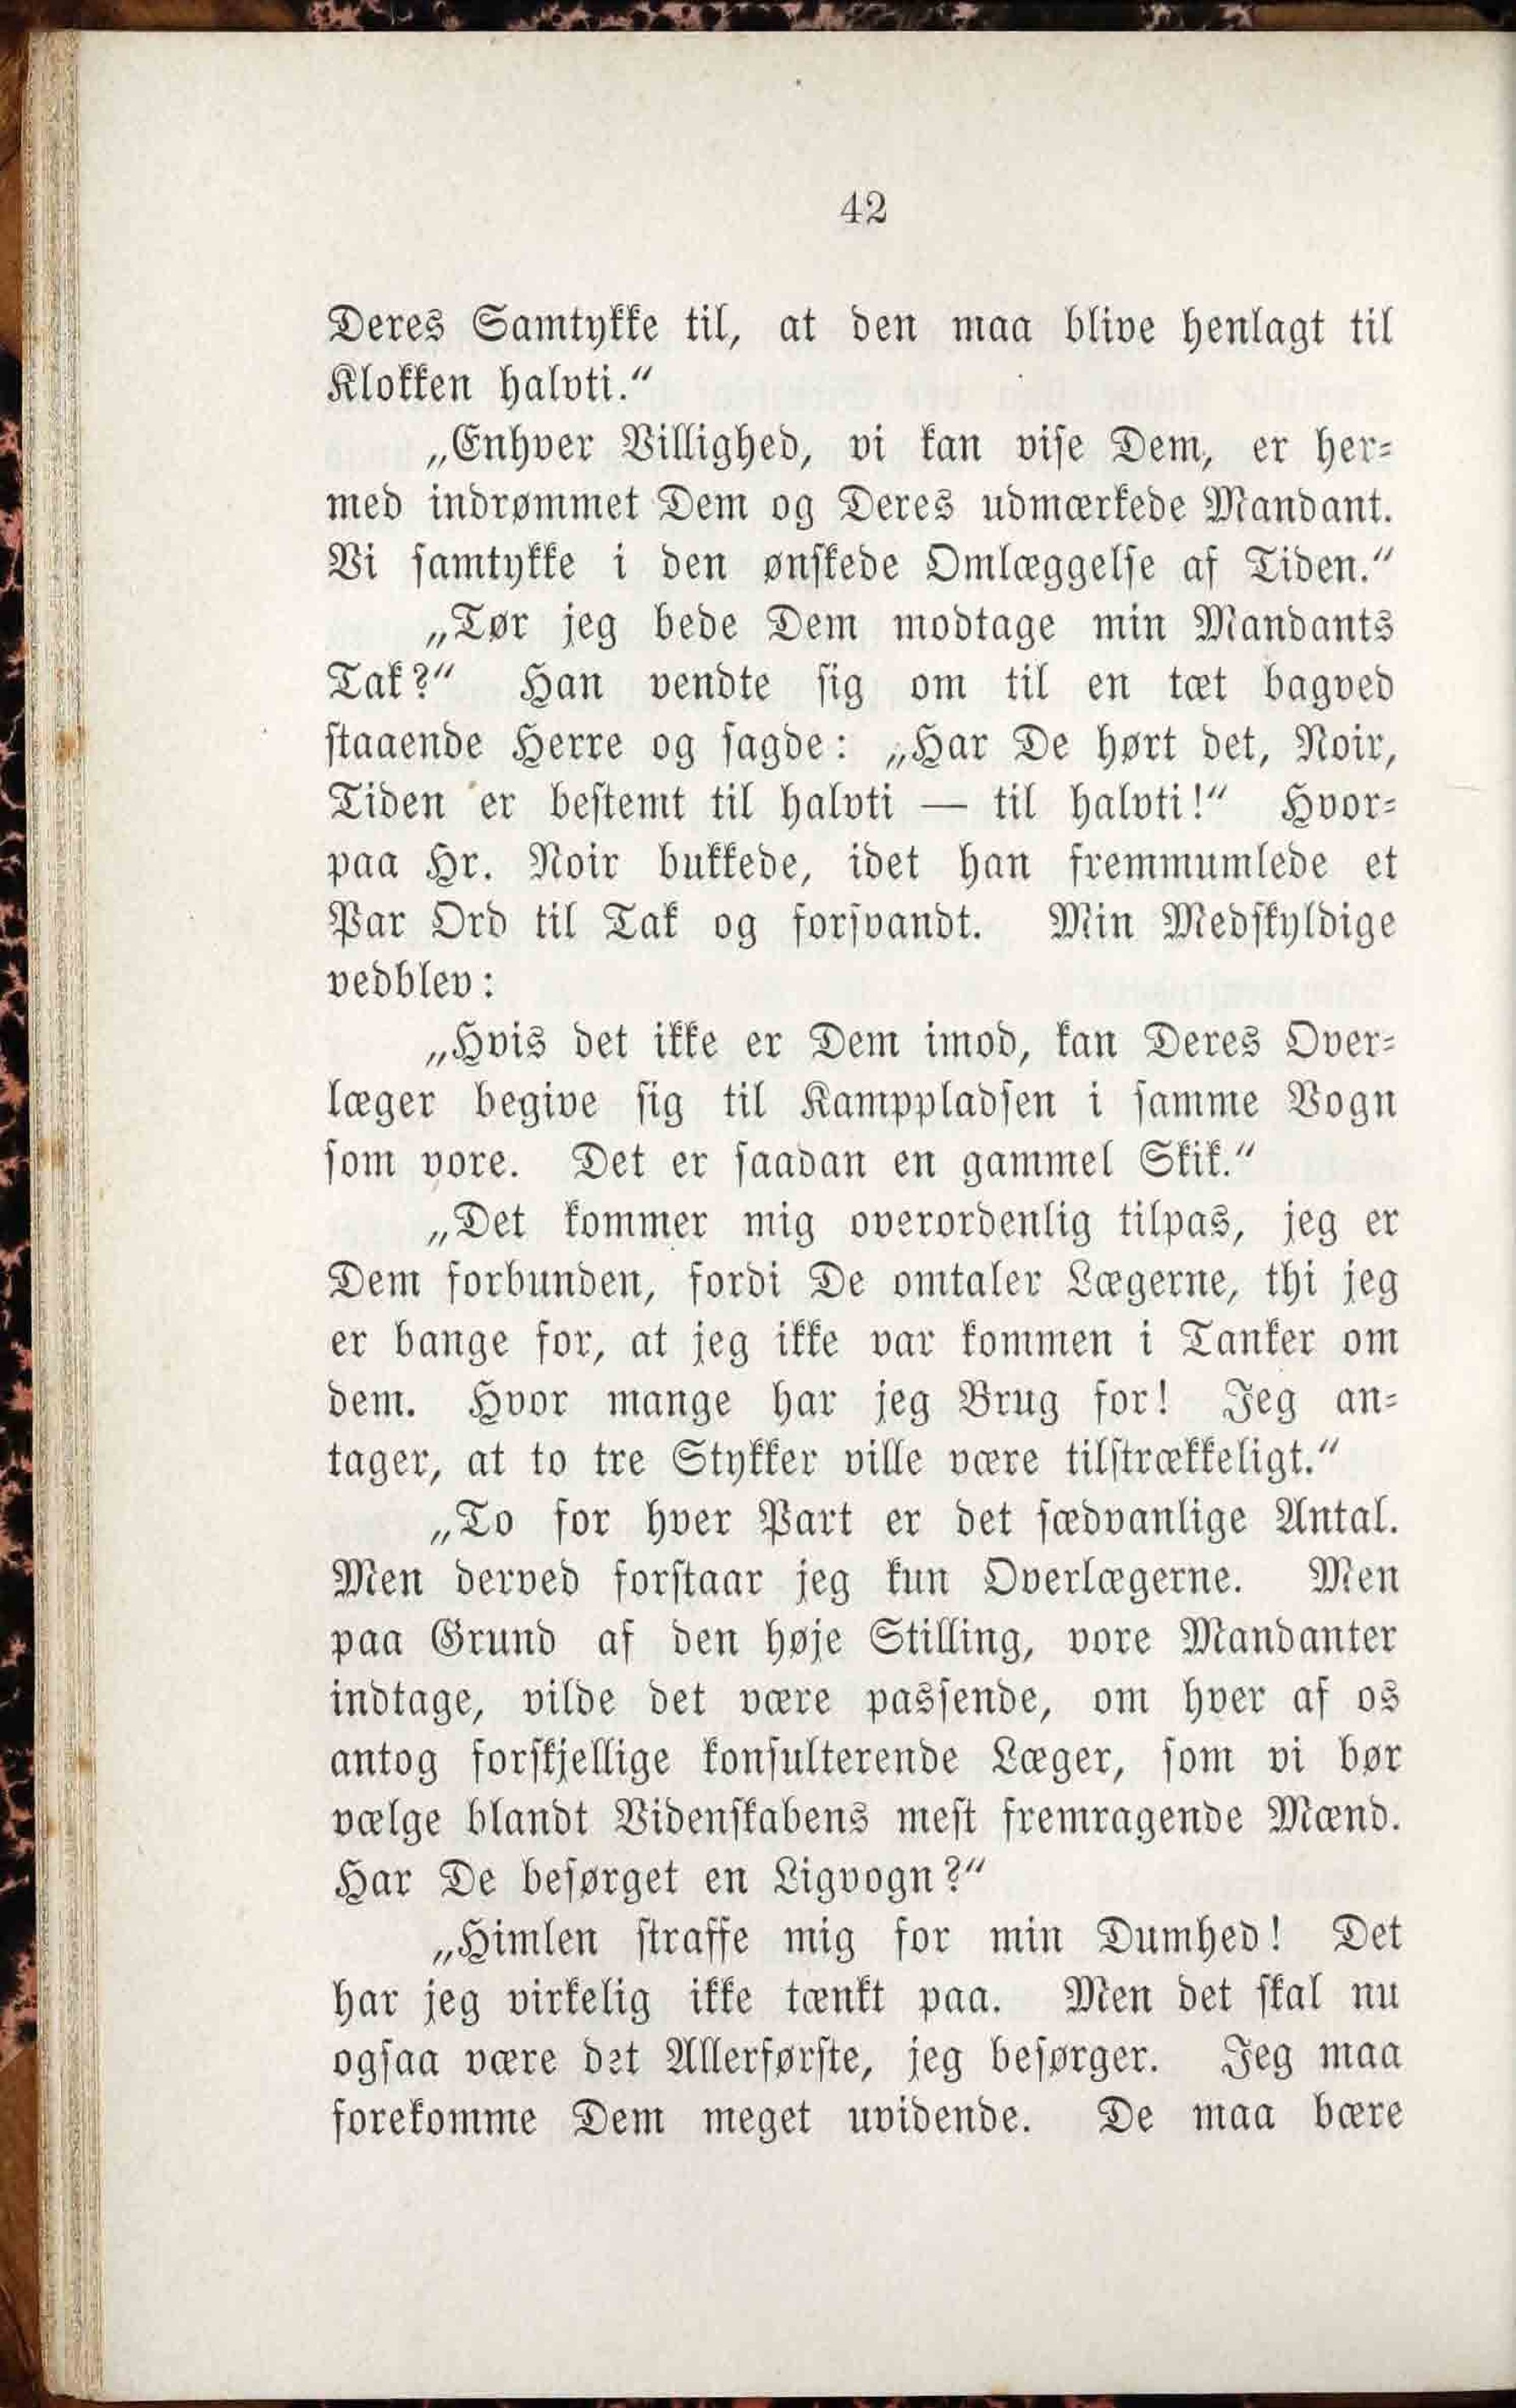 42
Deres Samtykke til, at den maa blive henlagt til
Klokken halvti.“
„Enhver Villighed, vi kan vise Dem, er her-
med indrømmet Dem og Deres udmærkede Mandant.
Vi samtykke i den ønskede Omlæggelse af Tiden.“
„Tør jeg bede Dem modtage min Mandants
Tak?“ Han vendte sig om til en tæt bagved
staaende Herre og sagde: „Har De hørt det, Noir,
Tiden er bestemt til halvti — til halvti!“ Hvor-
paa Hr. Noir bukkede, idet han fremmumlede et
Par Ord til Tak og forsvandt. Min Medskyldige
vedblev:
„Hvis det ikke er Dem imod, kan Deres Over-
læger begive sig til Kamppladsen i samme Vogn
som vore. Det er saadan en gammel Skik.“
„Det kommer mig overordenlig tilpas, jeg er
Dem forbunden, fordi De omtaler Lægerne, thi jeg
er bange for, at jeg ikke var kommen i Tanker om
dem. Hvor mange har jeg Brug for! Jeg an-
tager, at to tre Stykker ville være tilstrækkeligt.“
„To for hver Part er det sædvanlige Antal.
Men derved forstaar jeg kun Overlægerne. Men
paa Grund af den høje Stilling, vore Mandanter
indtage, vilde det være passende, om hver af os
antog forskjellige konsulterende Læger, som vi bør
vælge blandt Videnskabens mest fremragende Mænd.
Har De besørget en Ligvogn?“
„Himlen straffe mig for min Dumhed! Det
har jeg virkelig ikke tænkt paa. Men det skal nu
ogsaa være det Allerførste, jeg besørger. Jeg maa
forekomme Dem meget uvidende. De maa bære